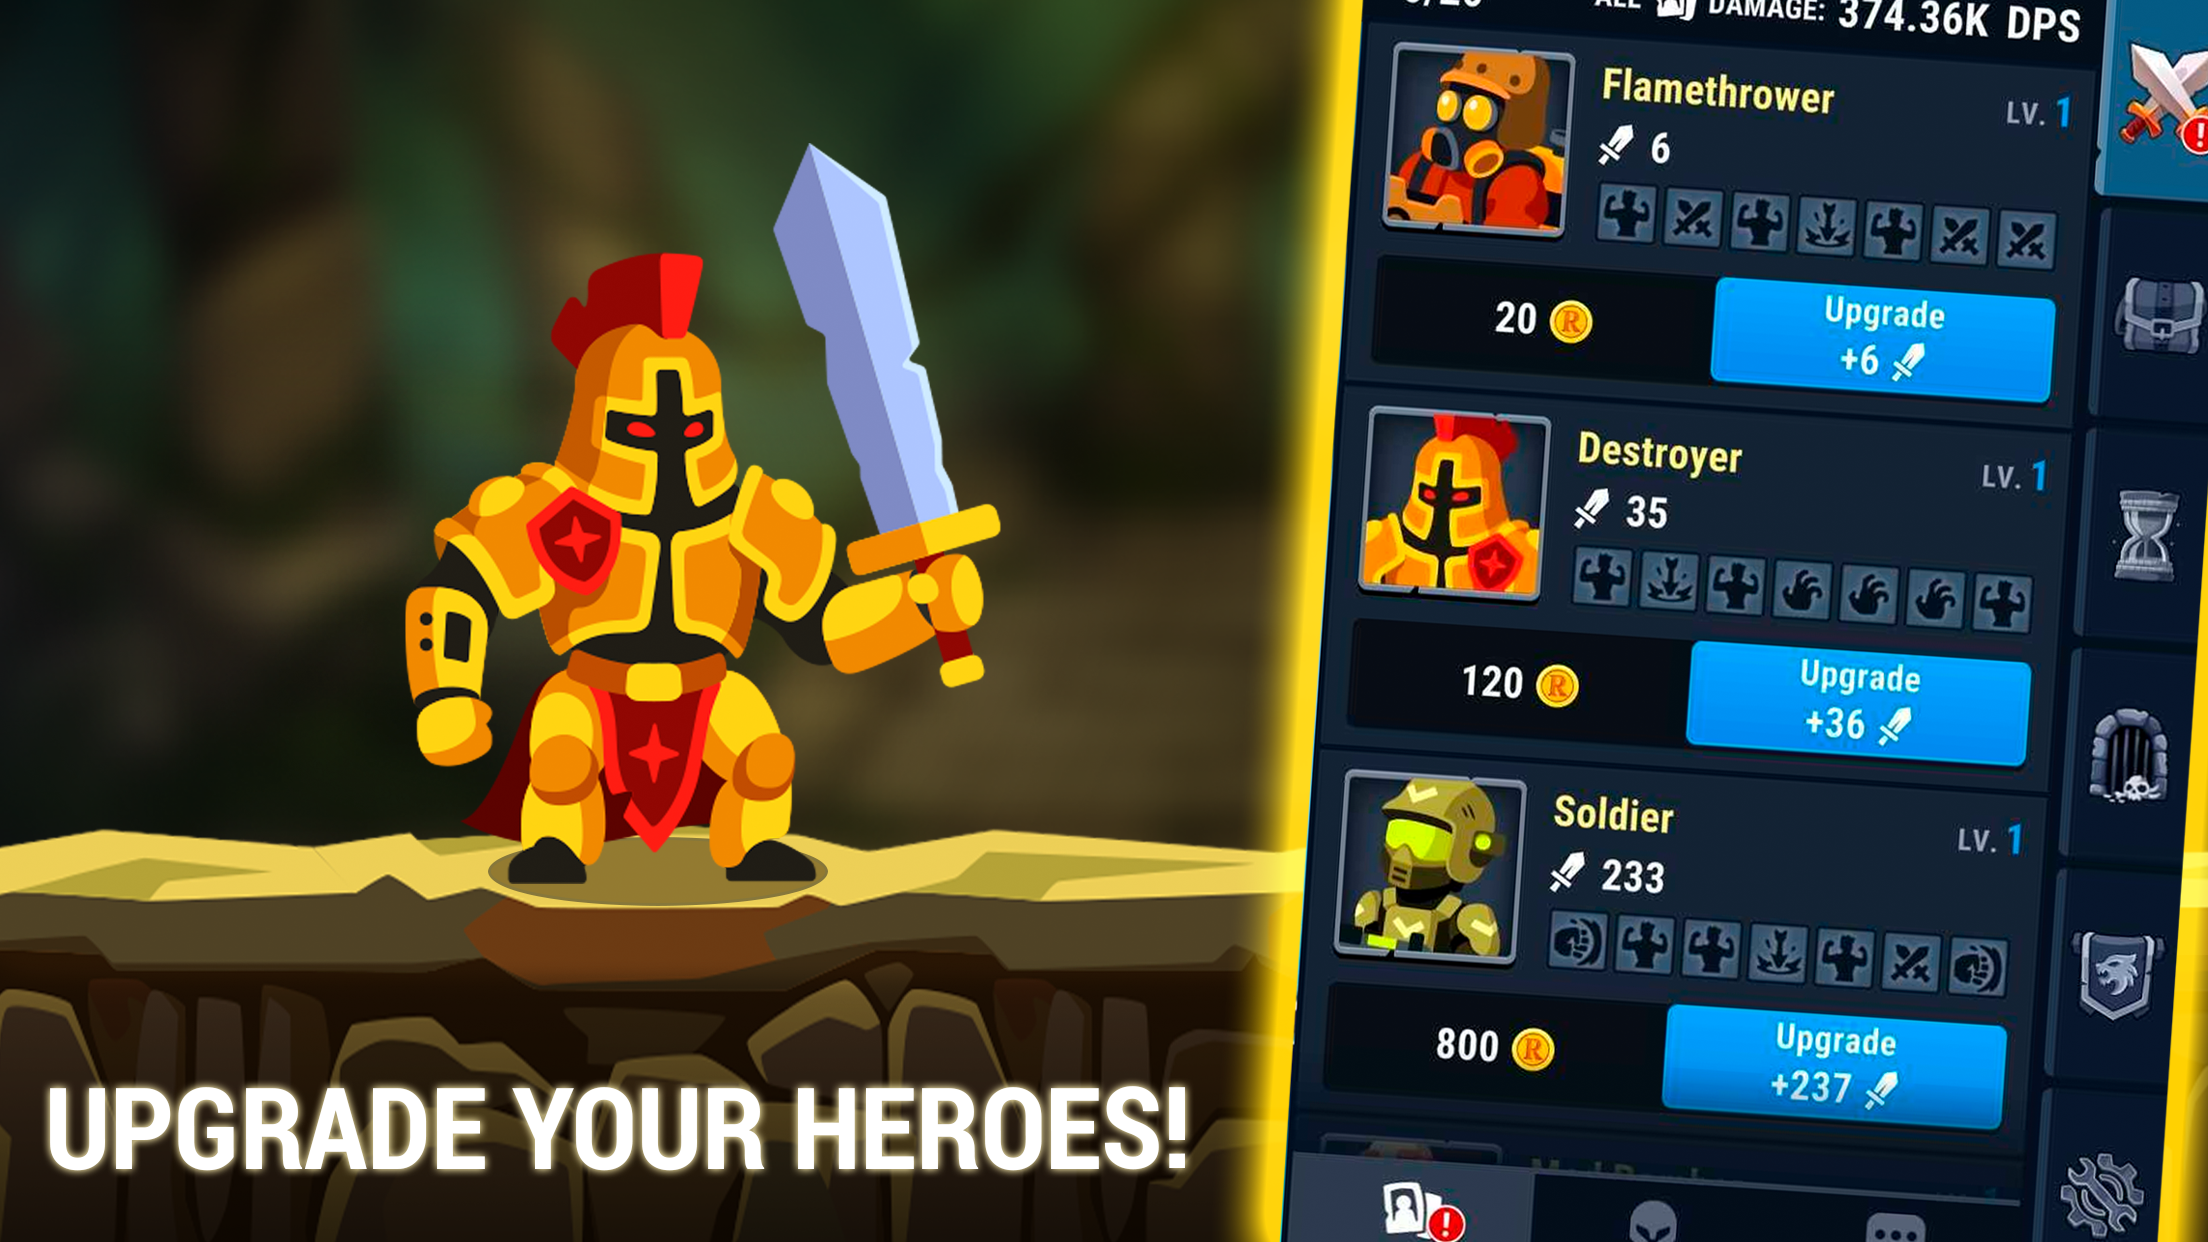 ALL DAMAGE: 374.36K DPS
Flamethrower
LV. 1
6
20
Upgrade
+6
Destroyer
LV. 1
35
120
Upgrade
+36
Soldier
LV. 1
233
800
Upgrade
+237
UPGRADE YOUR HEROES!